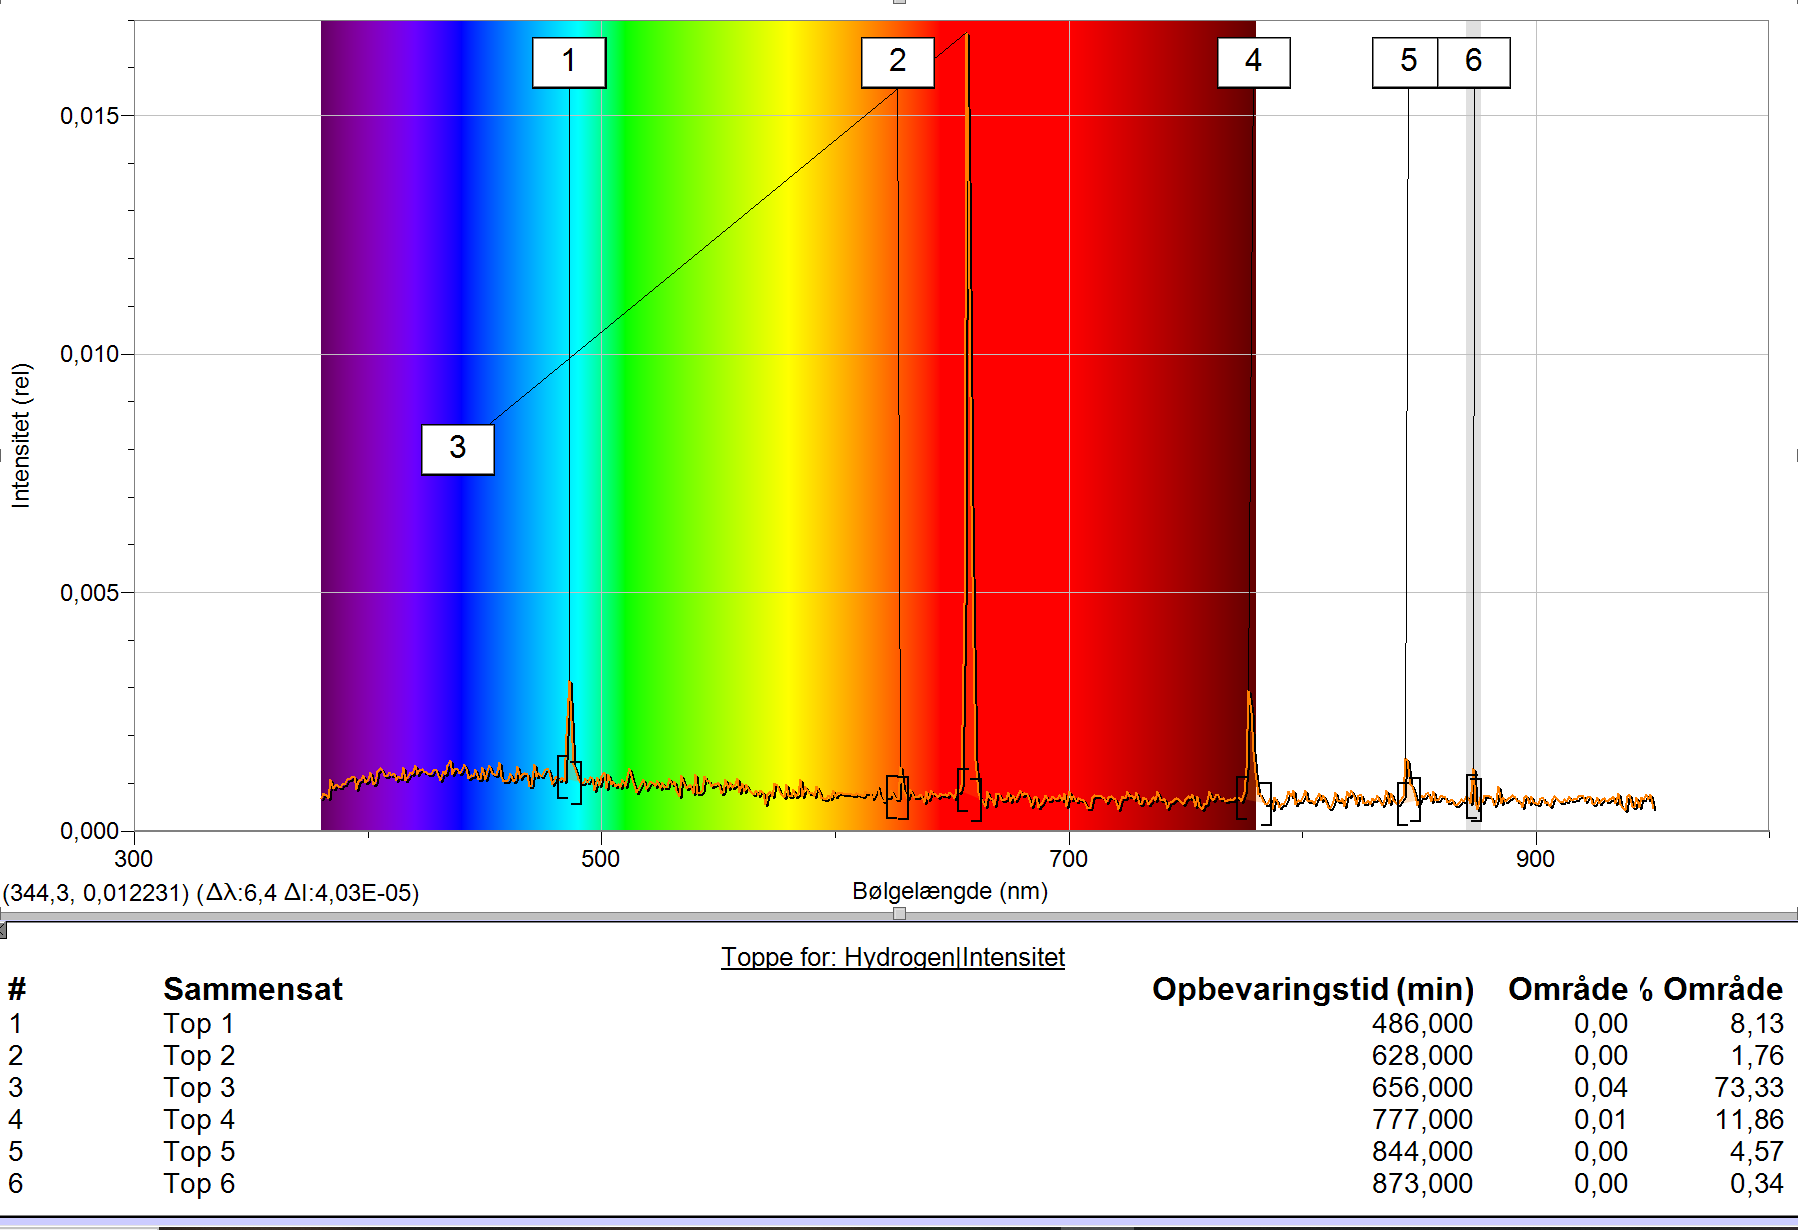 1
2
4
5
6
0,015
0,010
3
Intensitet (rel)
0,005
0,000
300
500
700
900
(344,3, 0,012231) (Δλ:6,4 ΔI:4,03E-05)
Bølgelængde (nm)
Toppe for: Hydrogen|Intensitet
# Sammensat Opbevaringstid (min) Område % Område
1 Top 1 486,000 0,00 8,13
2 Top 2 628,000 0,00 1,76
3 Top 3 656,000 0,04 73,33
4 Top 4 777,000 0,01 11,86
5 Top 5 844,000 0,00 4,57
6 Top 6 873,000 0,00 0,34